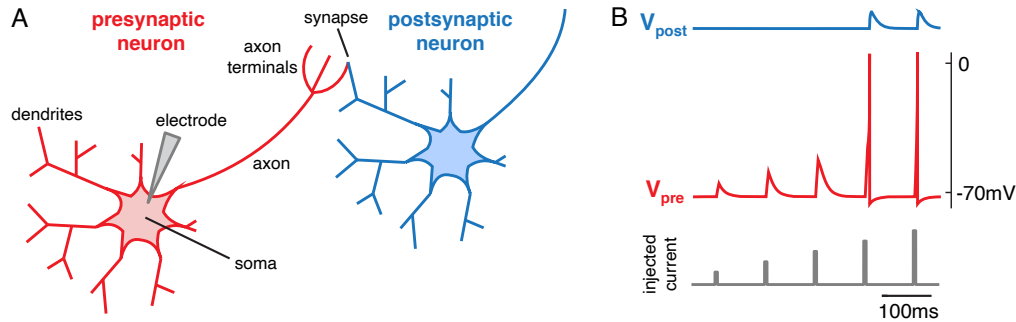 A
presynaptic
neuron
synapse
postsynaptic
neuron
axon
terminals
dendrites
electrode
axon
soma
B
Vpost
0
Vpre
-70mV
injected
current
100ms